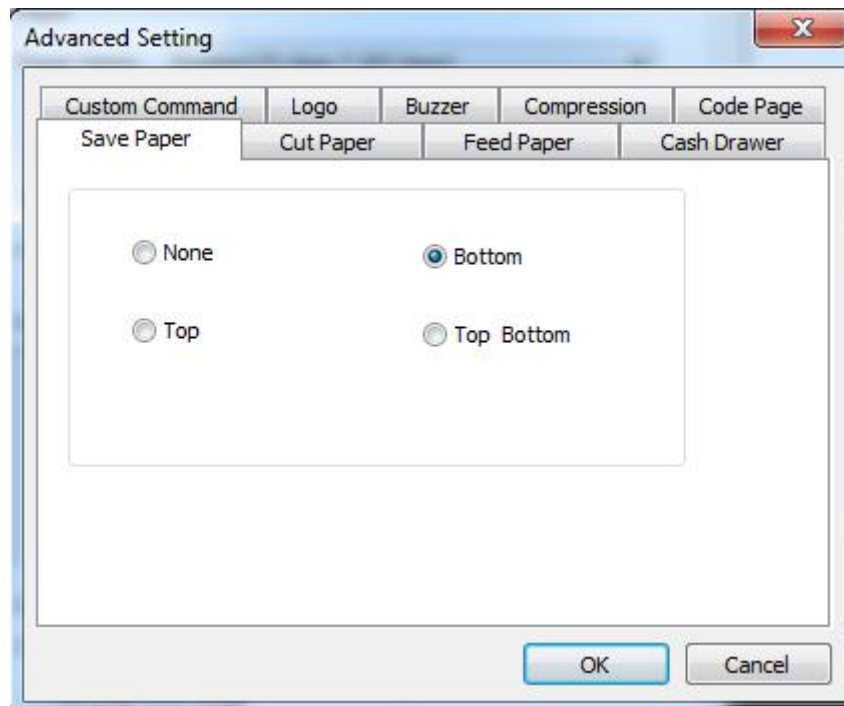 Advanced Setting
Custom Command Logo Buzzer Compression Code Page
Save Paper Cut Paper Feed Paper Cash Drawer
None Bottom
Top Top Bottom
OK Cancel